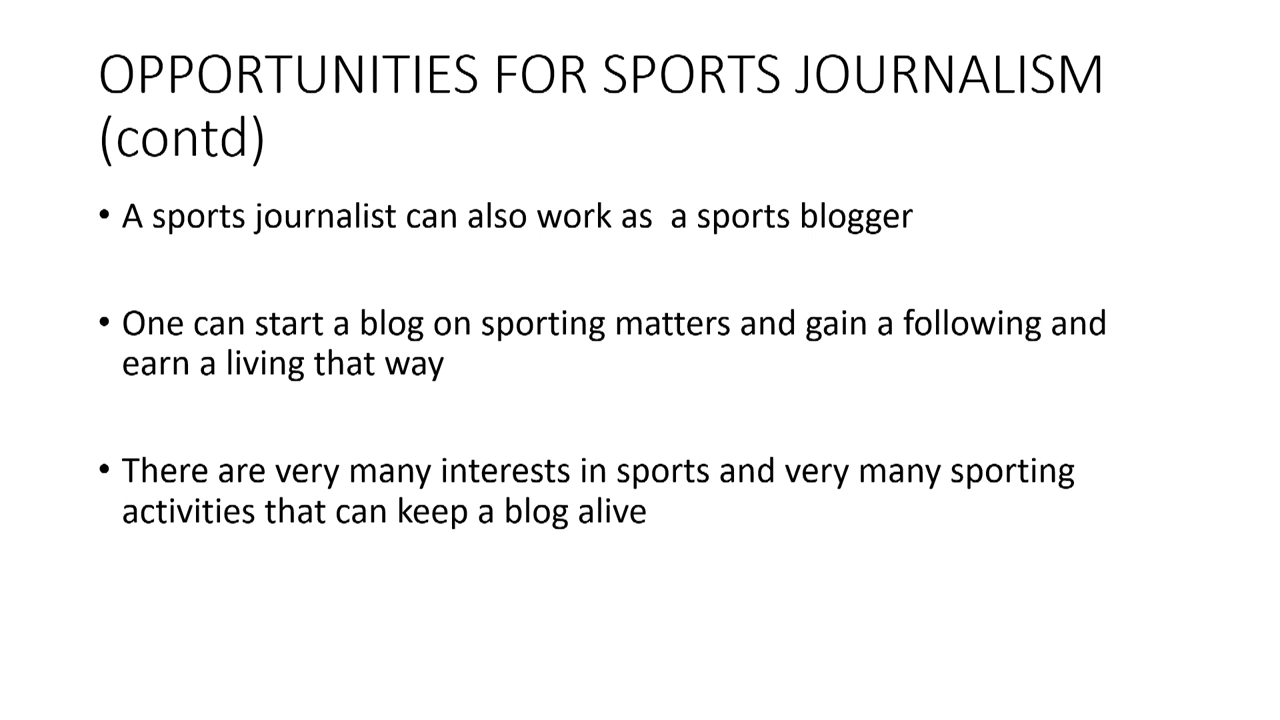 OPPORTUNITIES FOR SPORTS JOURNALISM
(contd)
• A sports journalist can also work as  a sports blogger
• One can start a blog on sporting matters and gain a following and
earn a living that way
• There are very many interests in sports and very many sporting
activities that can keep a blog alive